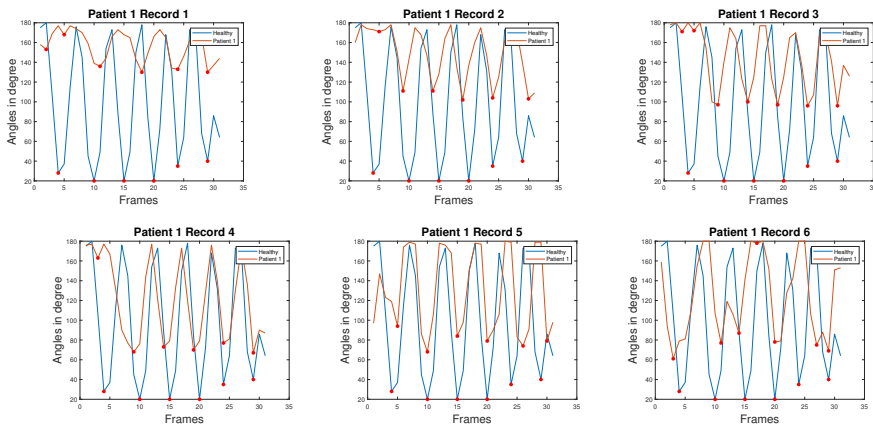 Patient 1 Record 1
Angles in degree
180
160
140
120
100
80
60
40
20
Healthy
Patient 1
0 5 10 15 20 25 30 35
Frames
Patient 1 Record 2
Angles in degree
180
160
140
120
100
80
60
40
20
Healthy
Patient 1
0 5 10 15 20 25 30 35
Frames
Patient 1 Record 3
Angles in degree
180
160
140
120
100
80
60
40
20
Healthy
Patient 1
0 5 10 15 20 25 30 35
Frames
Patient 1 Record 4
Angles in degree
180
160
140
120
100
80
60
40
20
Healthy
Patient 1
0 5 10 15 20 25 30 35
Frames
Patient 1 Record 5
Angles in degree
180
160
140
120
100
80
60
40
20
Healthy
Patient 1
0 5 10 15 20 25 30 35
Frames
Patient 1 Record 6
Angles in degree
180
160
140
120
100
80
60
40
20
Healthy
Patient 1
0 5 10 15 20 25 30 35
Frames